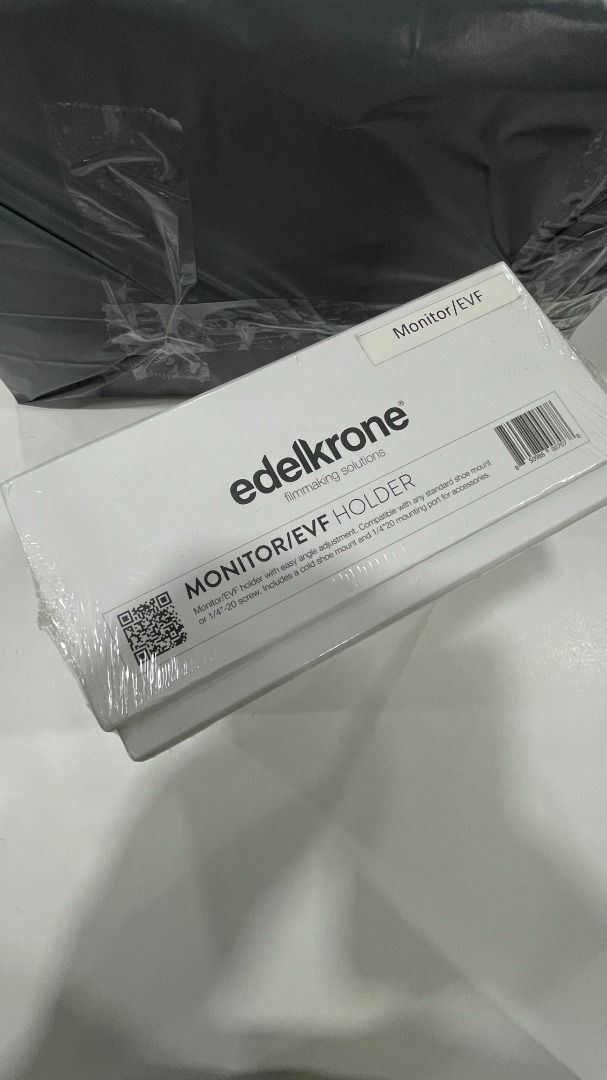 Monitor/EVF
edelkrone®
filmmaking solutions
MONITOR/EVF HOLDER
Monitor/EVF holder with easy angle adjustment. Compatible with any standard shoe mount
or 1/4"-20 screw. Includes a cold shoe mount and 1/4"20 mounting port for accessories.